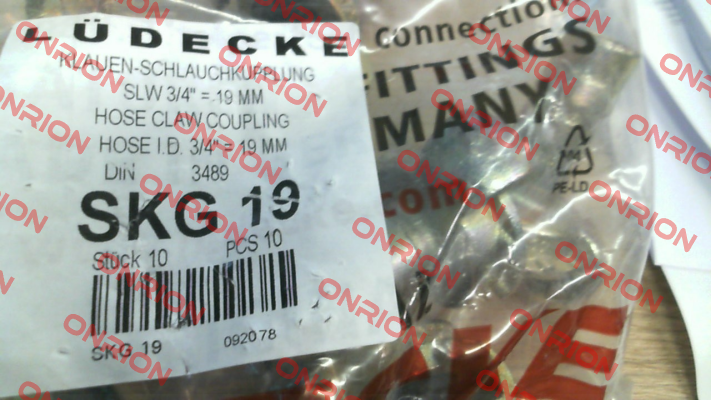 LÜDECKE
KLAUEN-SCHLAUCHKUPPLUNG
SLW 3/4" = 19 MM
HOSE CLAW COUPLING
HOSE I.D. 3/4" = 19 MM
DIN 3489
SKG 19
Stück 10 PCS 10
SKG 19 092078
connection
FITTINGS
MANY
.com
PE-LD
ONRION